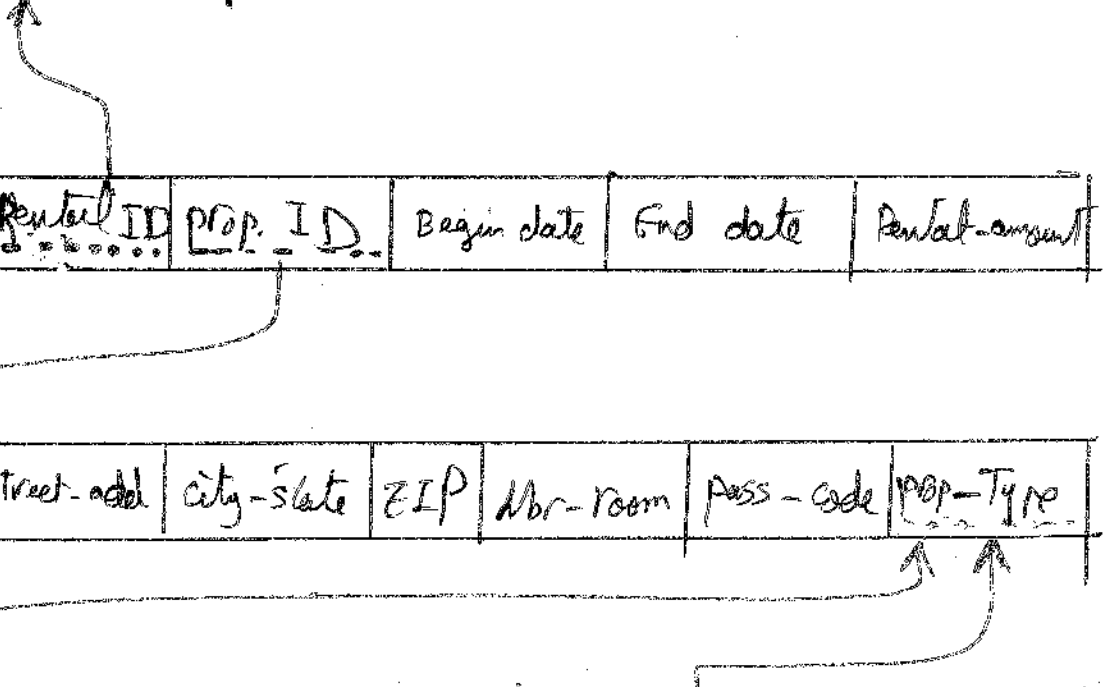 Rental ID prop. ID Begin date End date Rental-amount
treet-add city-state ZIP Nbr-room pass-code pop-Type